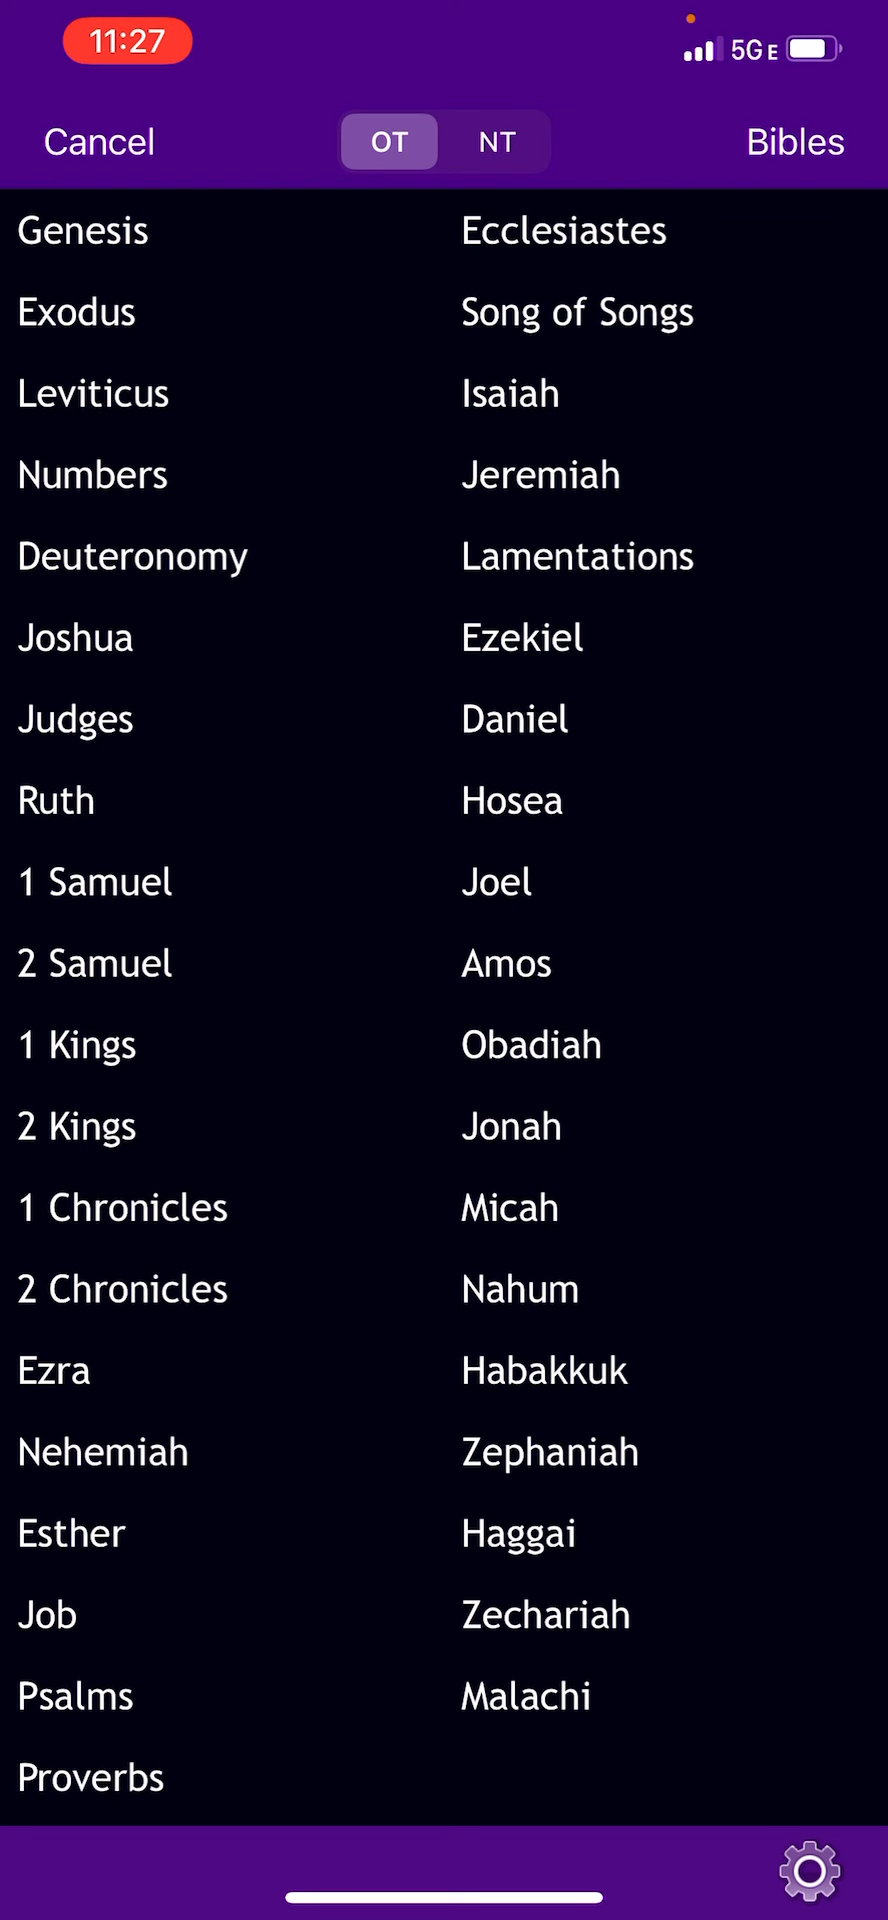 11:27
5GE
Cancel
OT
NT
Bibles
Genesis
Exodus
Leviticus
Numbers
Deuteronomy
Joshua
Judges
Ruth
1 Samuel
2 Samuel
1 Kings
2 Kings
1 Chronicles
2 Chronicles
Ezra
Nehemiah
Esther
Job
Psalms
Proverbs
Ecclesiastes
Song of Songs
Isaiah
Jeremiah
Lamentations
Ezekiel
Daniel
Hosea
Joel
Amos
Obadiah
Jonah
Micah
Nahum
Habakkuk
Zephaniah
Haggai
Zechariah
Malachi